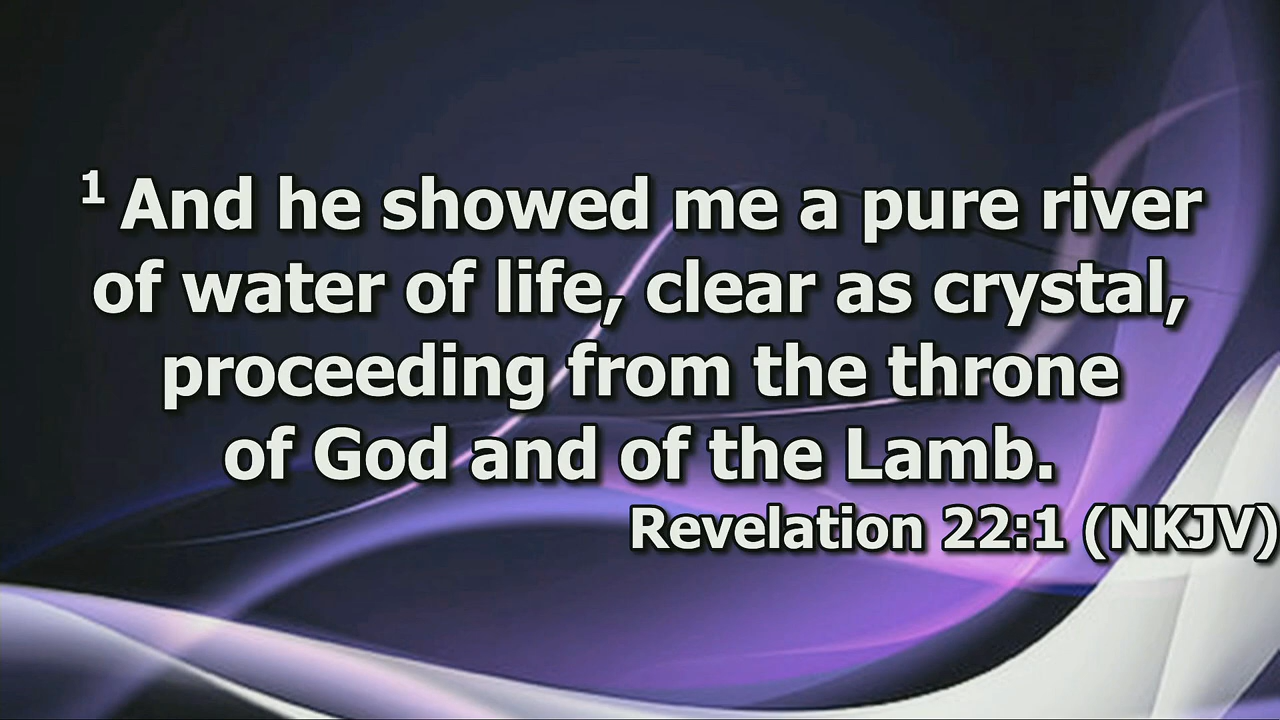 ¹ And he showed me a pure river
of water of life, clear as crystal,
proceeding from the throne
of God and of the Lamb.
Revelation 22:1 (NKJV)